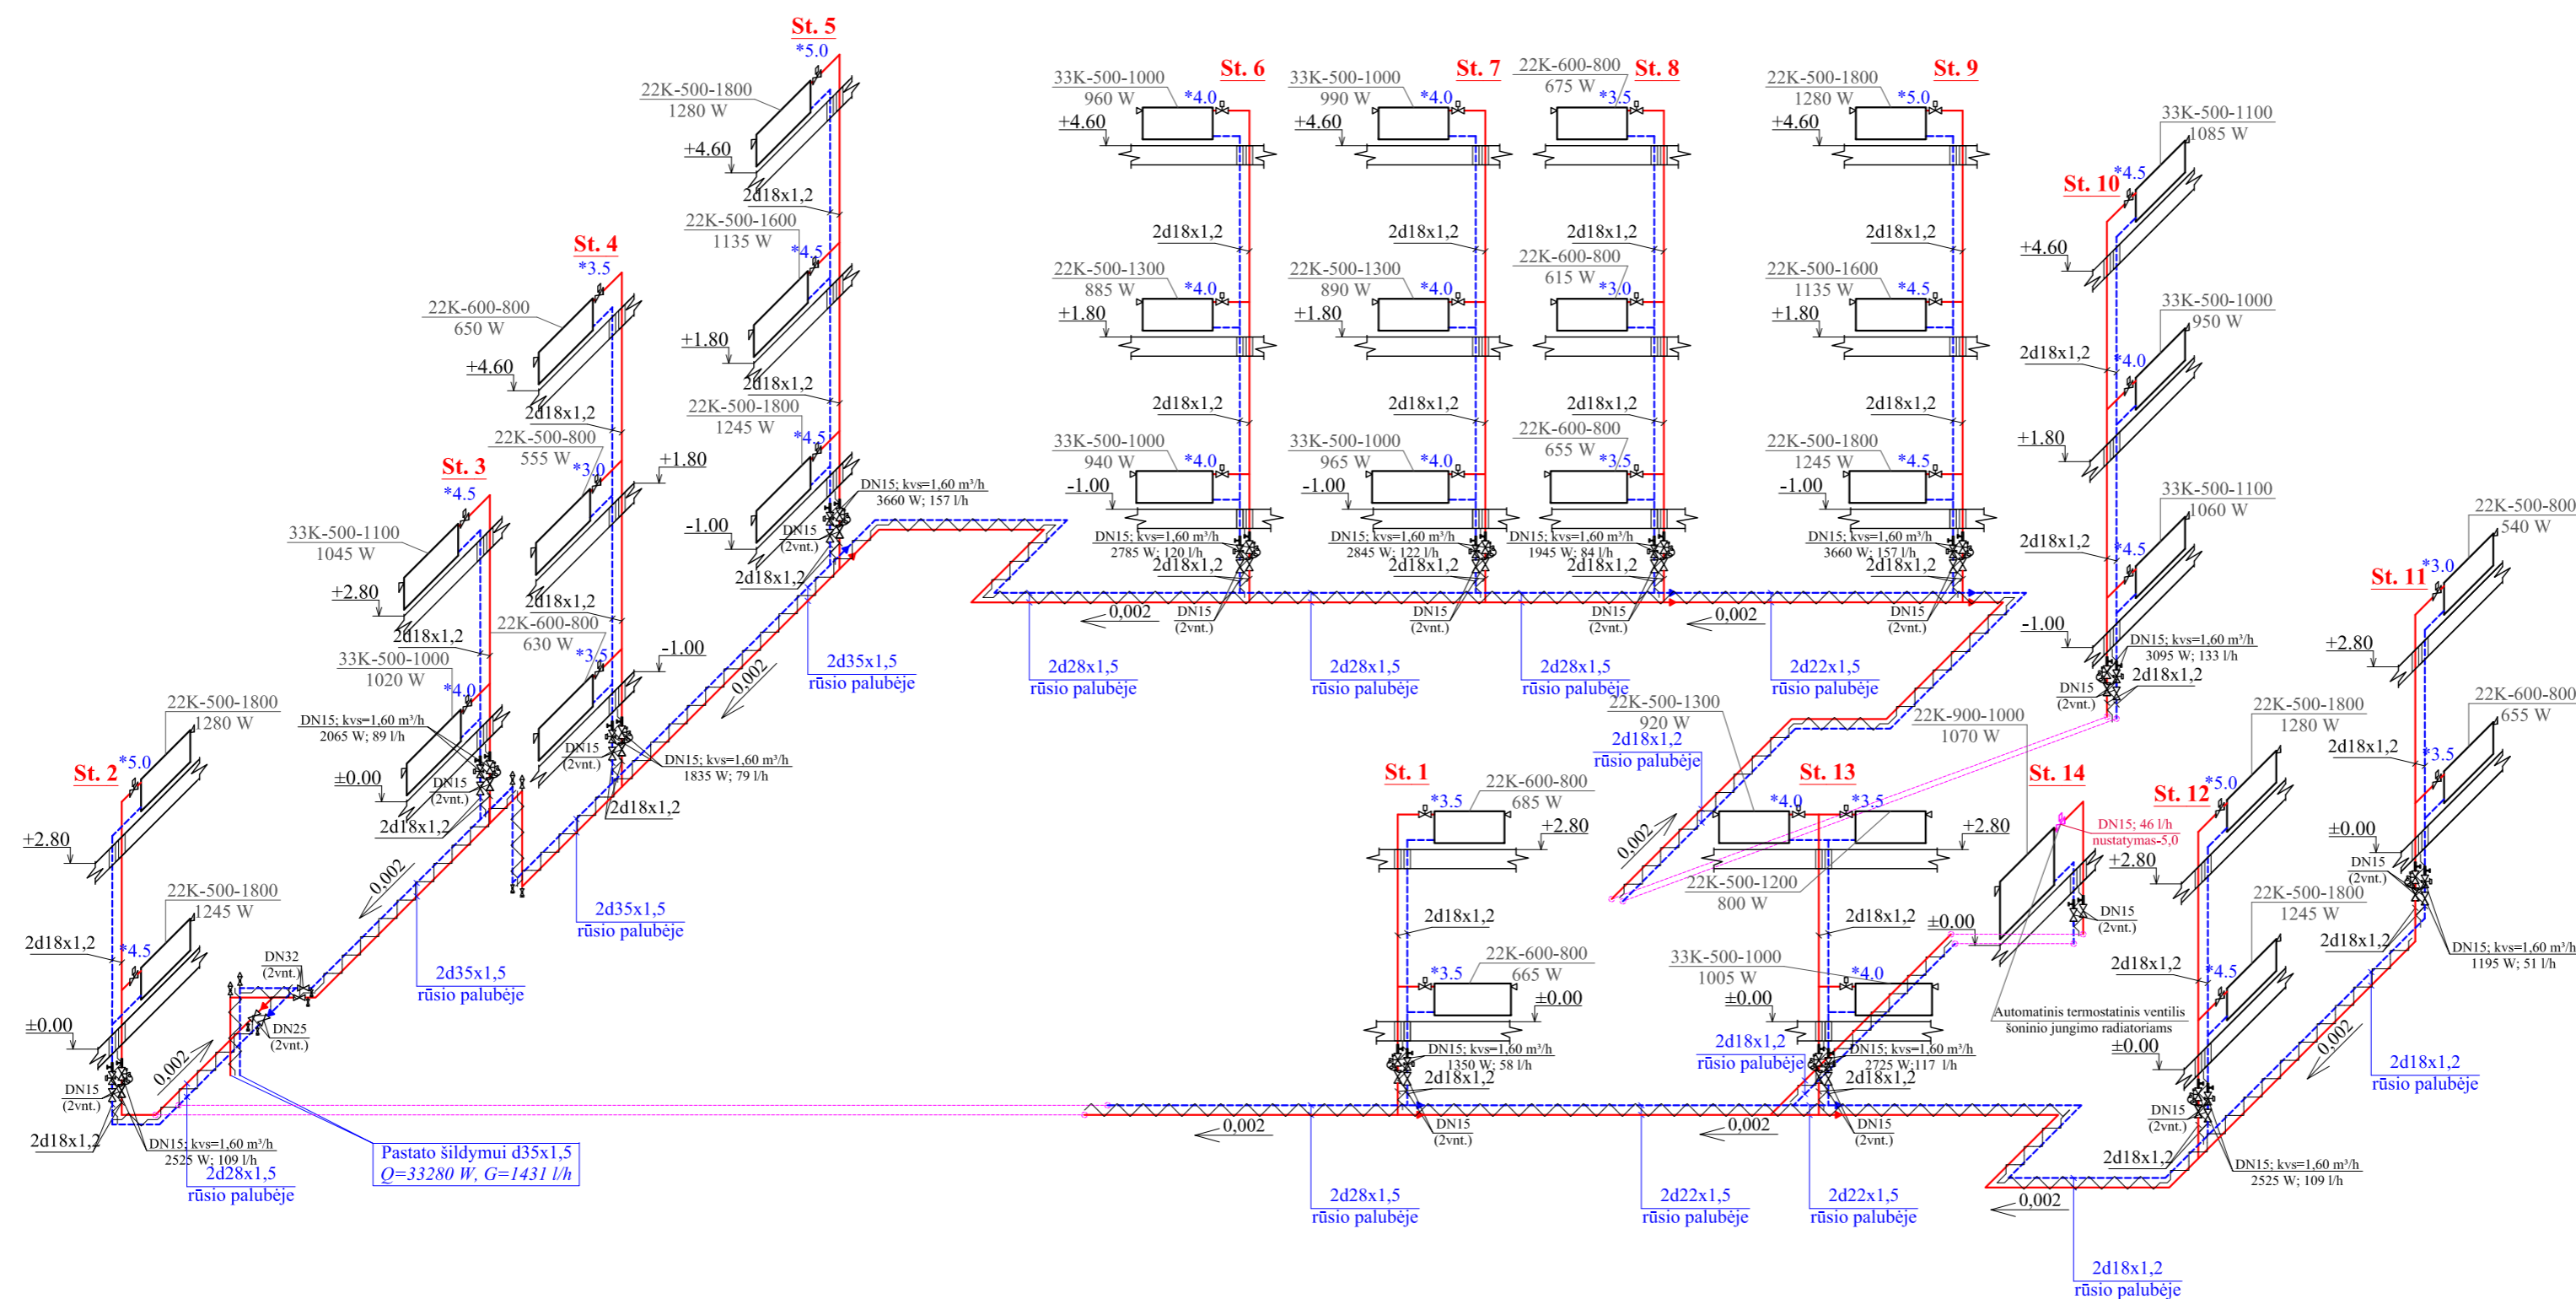 St. 5
*5.0
22K-500-1800
1280 W
+4.60
2d18x1,2
22K-500-1600
1135 W
*4.5
+1.80
2d18x1,2
22K-500-1800
1245 W
*4.5
-1.00
DN15
(2vnt.)
DN15; kvs=1,60 m³/h
3660 W; 157 l/h
2d18x1,2
2d35x1,5
rūsio palubėje
0,002
St. 4
*3.5
22K-600-800
650 W
+4.60
2d18x1,2
22K-500-800
555 W
*3.0
+1.80
2d18x1,2
22K-600-800
630 W
*3.5
-1.00
DN15
(2vnt.)
DN15; kvs=1,60 m³/h
1835 W; 79 l/h
2d18x1,2
2d35x1,5
rūsio palubėje
St. 3
*4.5
33K-500-1100
1045 W
+2.80
2d18x1,2
33K-500-1000
1020 W
*4.0
DN15; kvs=1,60 m³/h
2065 W; 89 l/h
±0.00
DN15
(2vnt.)
2d18x1,2
0,002
2d35x1,5
rūsio palubėje
St. 2
*5.0
22K-500-1800
1280 W
+2.80
22K-500-1800
1245 W
2d18x1,2
*4.5
±0.00
DN15
(2vnt.)
2d18x1,2
DN15; kvs=1,60 m³/h
2525 W; 109 l/h
0,002
2d28x1,5
rūsio palubėje
DN32
(2vnt.)
DN25
(2vnt.)
Pastato šildymui d35x1,5
Q=33280 W, G=1431 l/h
St. 6
33K-500-1000
960 W
*4.0
+4.60
2d18x1,2
22K-500-1300
885 W
*4.0
+1.80
2d18x1,2
33K-500-1000
940 W
*4.0
-1.00
DN15; kvs=1,60 m³/h
2785 W; 120 l/h
2d18x1,2
DN15
(2vnt.)
0,002
2d28x1,5
rūsio palubėje
St. 7
33K-500-1000
990 W
*4.0
+4.60
2d18x1,2
22K-500-1300
890 W
*4.0
+1.80
2d18x1,2
33K-500-1000
965 W
*4.0
-1.00
DN15; kvs=1,60 m³/h
2845 W; 122 l/h
2d18x1,2
DN15
(2vnt.)
2d28x1,5
rūsio palubėje
St. 8
22K-600-800
675 W
*3.5
2d18x1,2
22K-600-800
615 W
*3.0
2d18x1,2
22K-600-800
655 W
*3.5
DN15; kvs=1,60 m³/h
1945 W; 84 l/h
2d18x1,2
DN15
(2vnt.)
2d28x1,5
rūsio palubėje
0,002
St. 9
22K-500-1800
1280 W
*5.0
+4.60
2d18x1,2
22K-500-1600
1135 W
*4.5
+1.80
2d18x1,2
22K-500-1800
1245 W
*4.5
-1.00
DN15; kvs=1,60 m³/h
3660 W; 157 l/h
2d18x1,2
DN15
(2vnt.)
2d22x1,5
rūsio palubėje
St. 10
33K-500-1100
1085 W
*4.5
+4.60
33K-500-1000
950 W
2d18x1,2
*4.0
+1.80
33K-500-1100
1060 W
2d18x1,2
*4.5
-1.00
DN15; kvs=1,60 m³/h
3095 W; 133 l/h
2d18x1,2
DN15
(2vnt.)
2d18x1,2
rūsio palubėje
0,002
St. 11
22K-500-800
540 W
*3.0
+2.80
22K-600-800
655 W
2d18x1,2
*3.5
±0.00
DN15
(2vnt.)
2d18x1,2
DN15; kvs=1,60 m³/h
1195 W; 51 l/h
0,002
2d18x1,2
rūsio palubėje
St. 1
22K-600-800
685 W
*3.5
+2.80
2d18x1,2
22K-600-800
665 W
*3.5
±0.00
DN15; kvs=1,60 m³/h
1350 W; 58 l/h
2d18x1,2
DN15
(2vnt.)
0,002
2d28x1,5
rūsio palubėje
St. 13
22K-500-1300
920 W
*4.0
*3.5
+2.80
22K-500-1200
800 W
2d18x1,2
33K-500-1000
1005 W
*4.0
±0.00
2d18x1,2
rūsio palubėje
DN15; kvs=1,60 m³/h
2725 W;117 l/h
2d18x1,2
DN15
(2vnt.)
0,002
2d22x1,5
rūsio palubėje
2d22x1,5
rūsio palubėje
St. 14
22K-900-1000
1070 W
DN15; 46 l/h
nustatymas-5,0
±0.00
DN15
(2vnt.)
Automatinis termostatinis ventilis
šoninio jungimo radiatoriams
St. 12
22K-500-1800
1280 W
*5.0
+2.80
22K-500-1800
1245 W
2d18x1,2
*4.5
±0.00
DN15
(2vnt.)
2d18x1,2
DN15; kvs=1,60 m³/h
2525 W; 109 l/h
0,002
2d18x1,2
rūsio palubėje